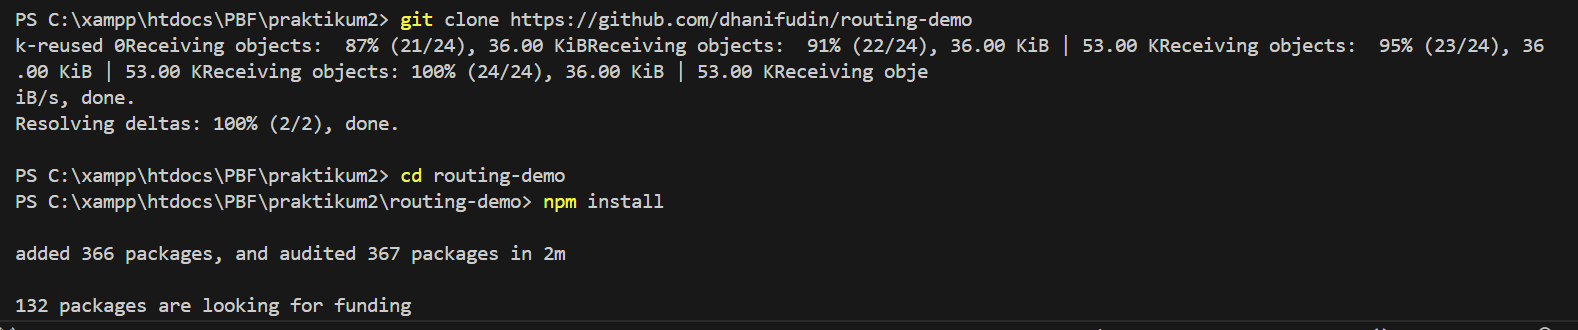 PS C:\xampp\htdocs\PBF\praktikum2> git clone https://github.com/dhanifudin/routing-demo
k-reused 0Receiving objects:  87% (21/24), 36.00 KiBReceiving objects:  91% (22/24), 36.00 KiB | 53.00 KReceiving objects:  95% (23/24), 36
.00 KiB | 53.00 KReceiving objects: 100% (24/24), 36.00 KiB | 53.00 KReceiving obje
iB/s, done.
Resolving deltas: 100% (2/2), done.
PS C:\xampp\htdocs\PBF\praktikum2> cd routing-demo
PS C:\xampp\htdocs\PBF\praktikum2\routing-demo> npm install
added 366 packages, and audited 367 packages in 2m
132 packages are looking for funding